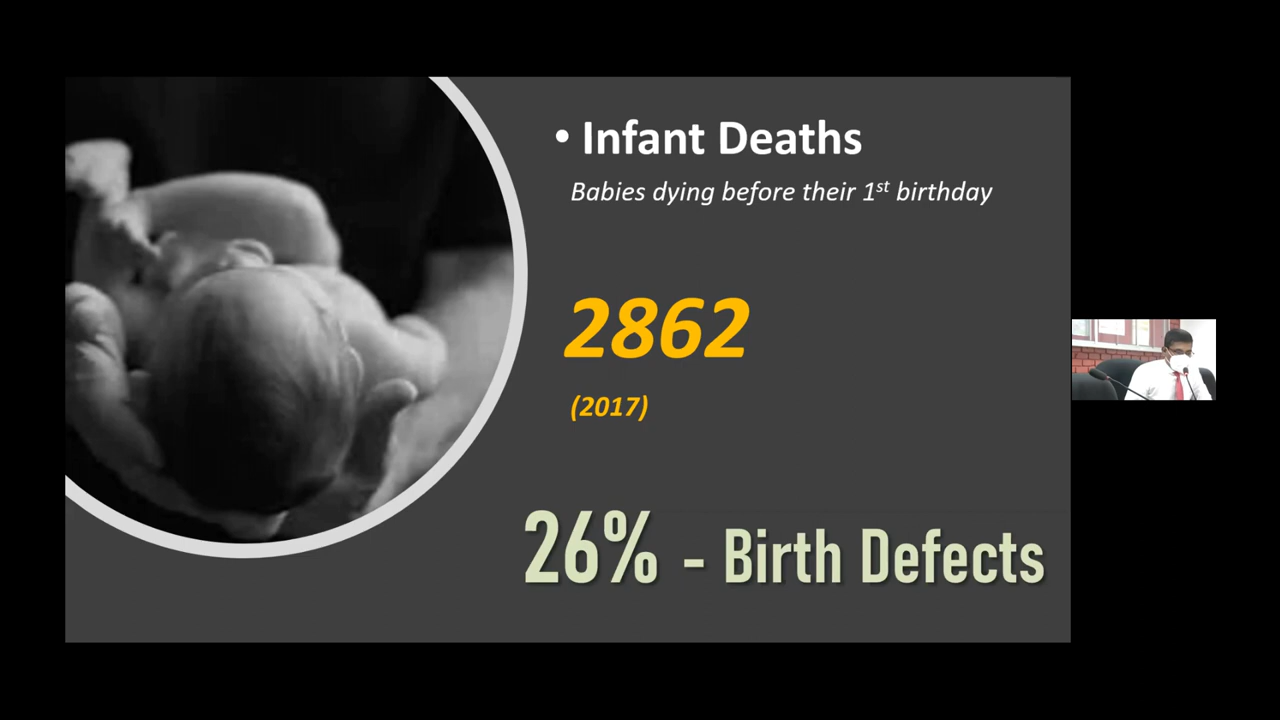 • Infant Deaths
Babies dying before their 1st birthday
2862
(2017)
26% - Birth Defects